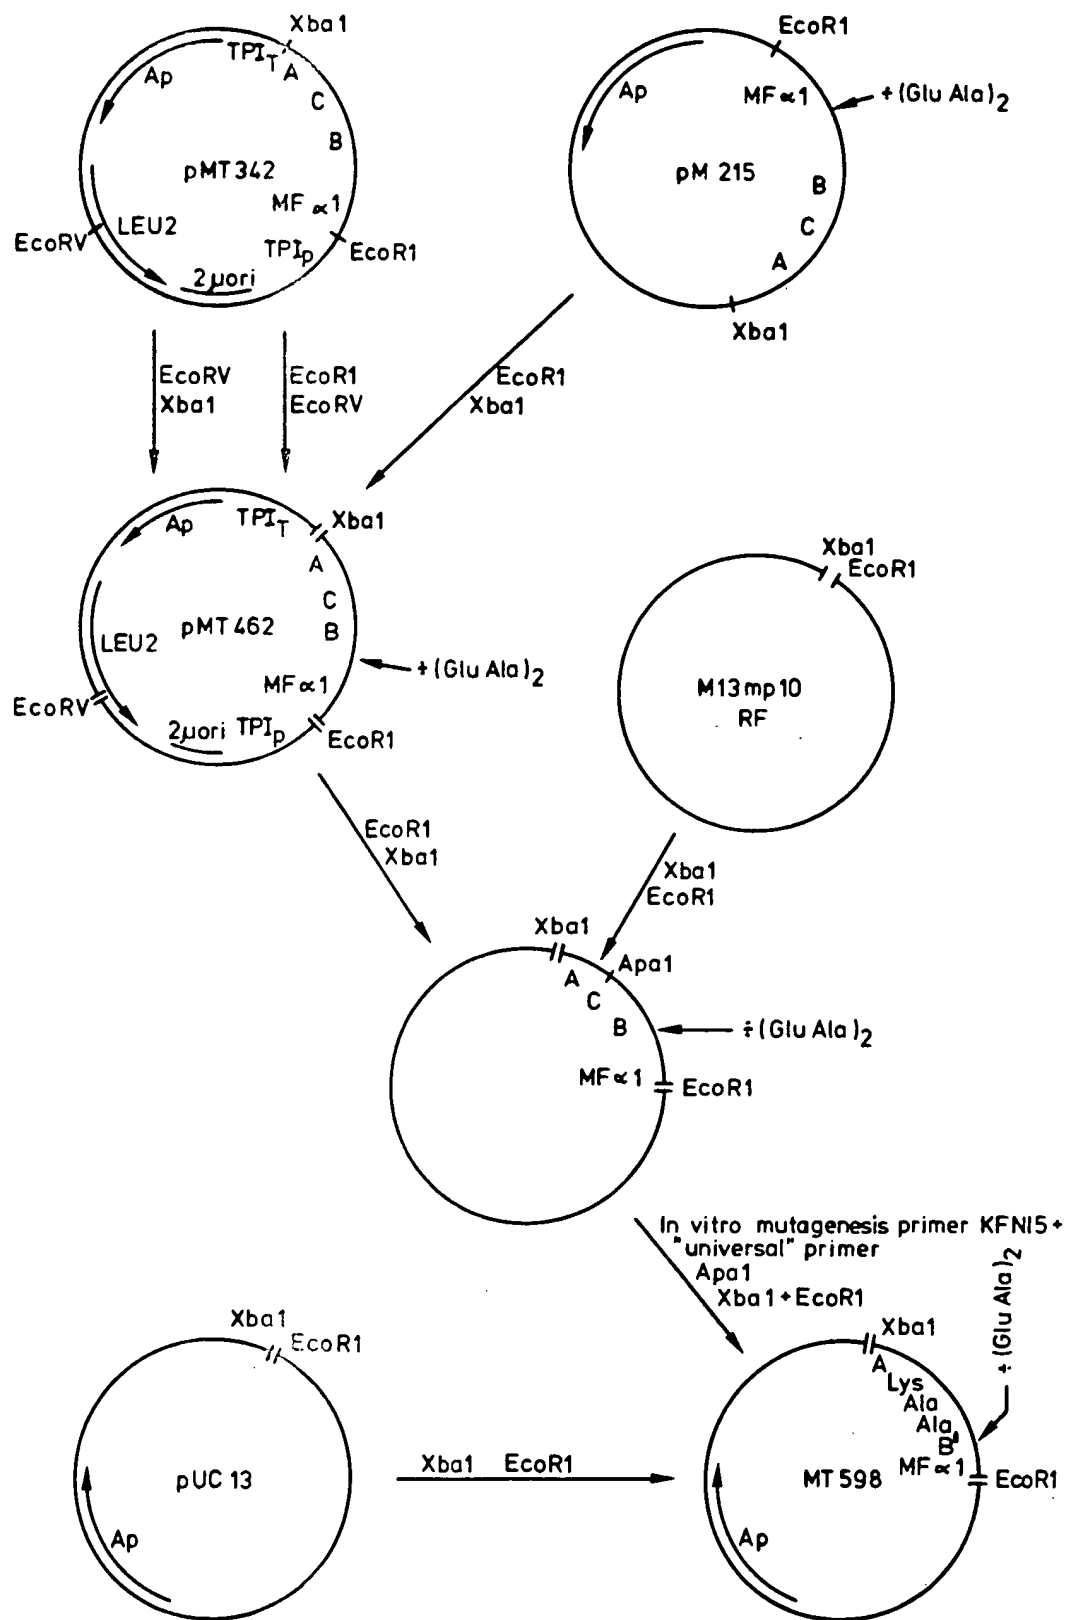 Xba1
TPI_T
A
C
B
Ap
pMT342
MF∝1
LEU2
EcoRV
TPI_p
EcoR1
2µori
EcoR1
Ap
MF∝1
÷(Glu Ala)_2
pM 215
B
C
A
Xba1
EcoRV
Xba1
EcoR1
EcoRV
EcoR1
Xba1
Ap
TPI_T
Xba1
A
C
B
pMT462
LEU2
÷(Glu Ala)_2
MF∝1
EcoRV
2µori
TPI_p
EcoR1
Xba1
EcoR1
M13mp10
RF
EcoR1
Xba1
Xba1
EcoR1
Xba1
Apa1
A
C
B
÷(Glu Ala)_2
MF∝1
EcoR1
In vitro mutagenesis primer KFN15+
"universal" primer
Apa1
Xba1+EcoR1
÷(Glu Ala)_2
Xba1
EcoR1
pUC13
Ap
Xba1 EcoR1
Xba1
A
Lys
Ala
Ala
B'
MF∝1
EcoR1
MT598
Ap